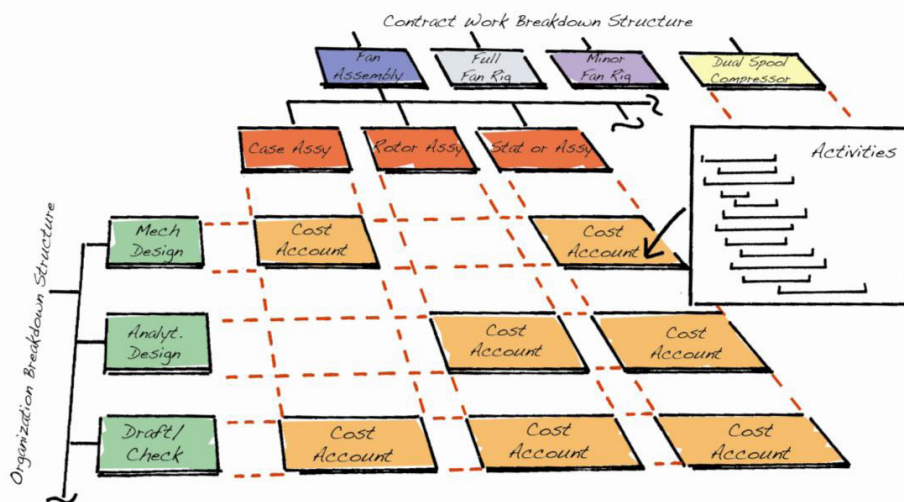 Contract Work Breakdown Structure
Fan
Assembly
Full
Fan Rig
Minor
Fan Rig
Dual Spool
Compressor
Case Assy
Rotor Assy
Stat or Assy
Activities
Organization Breakdown Structure
Mech
Design
Cost
Account
Cost
Account
Analyt.
Design
Cost
Account
Cost
Account
Draft/
Check
Cost
Account
Cost
Account
Cost
Account